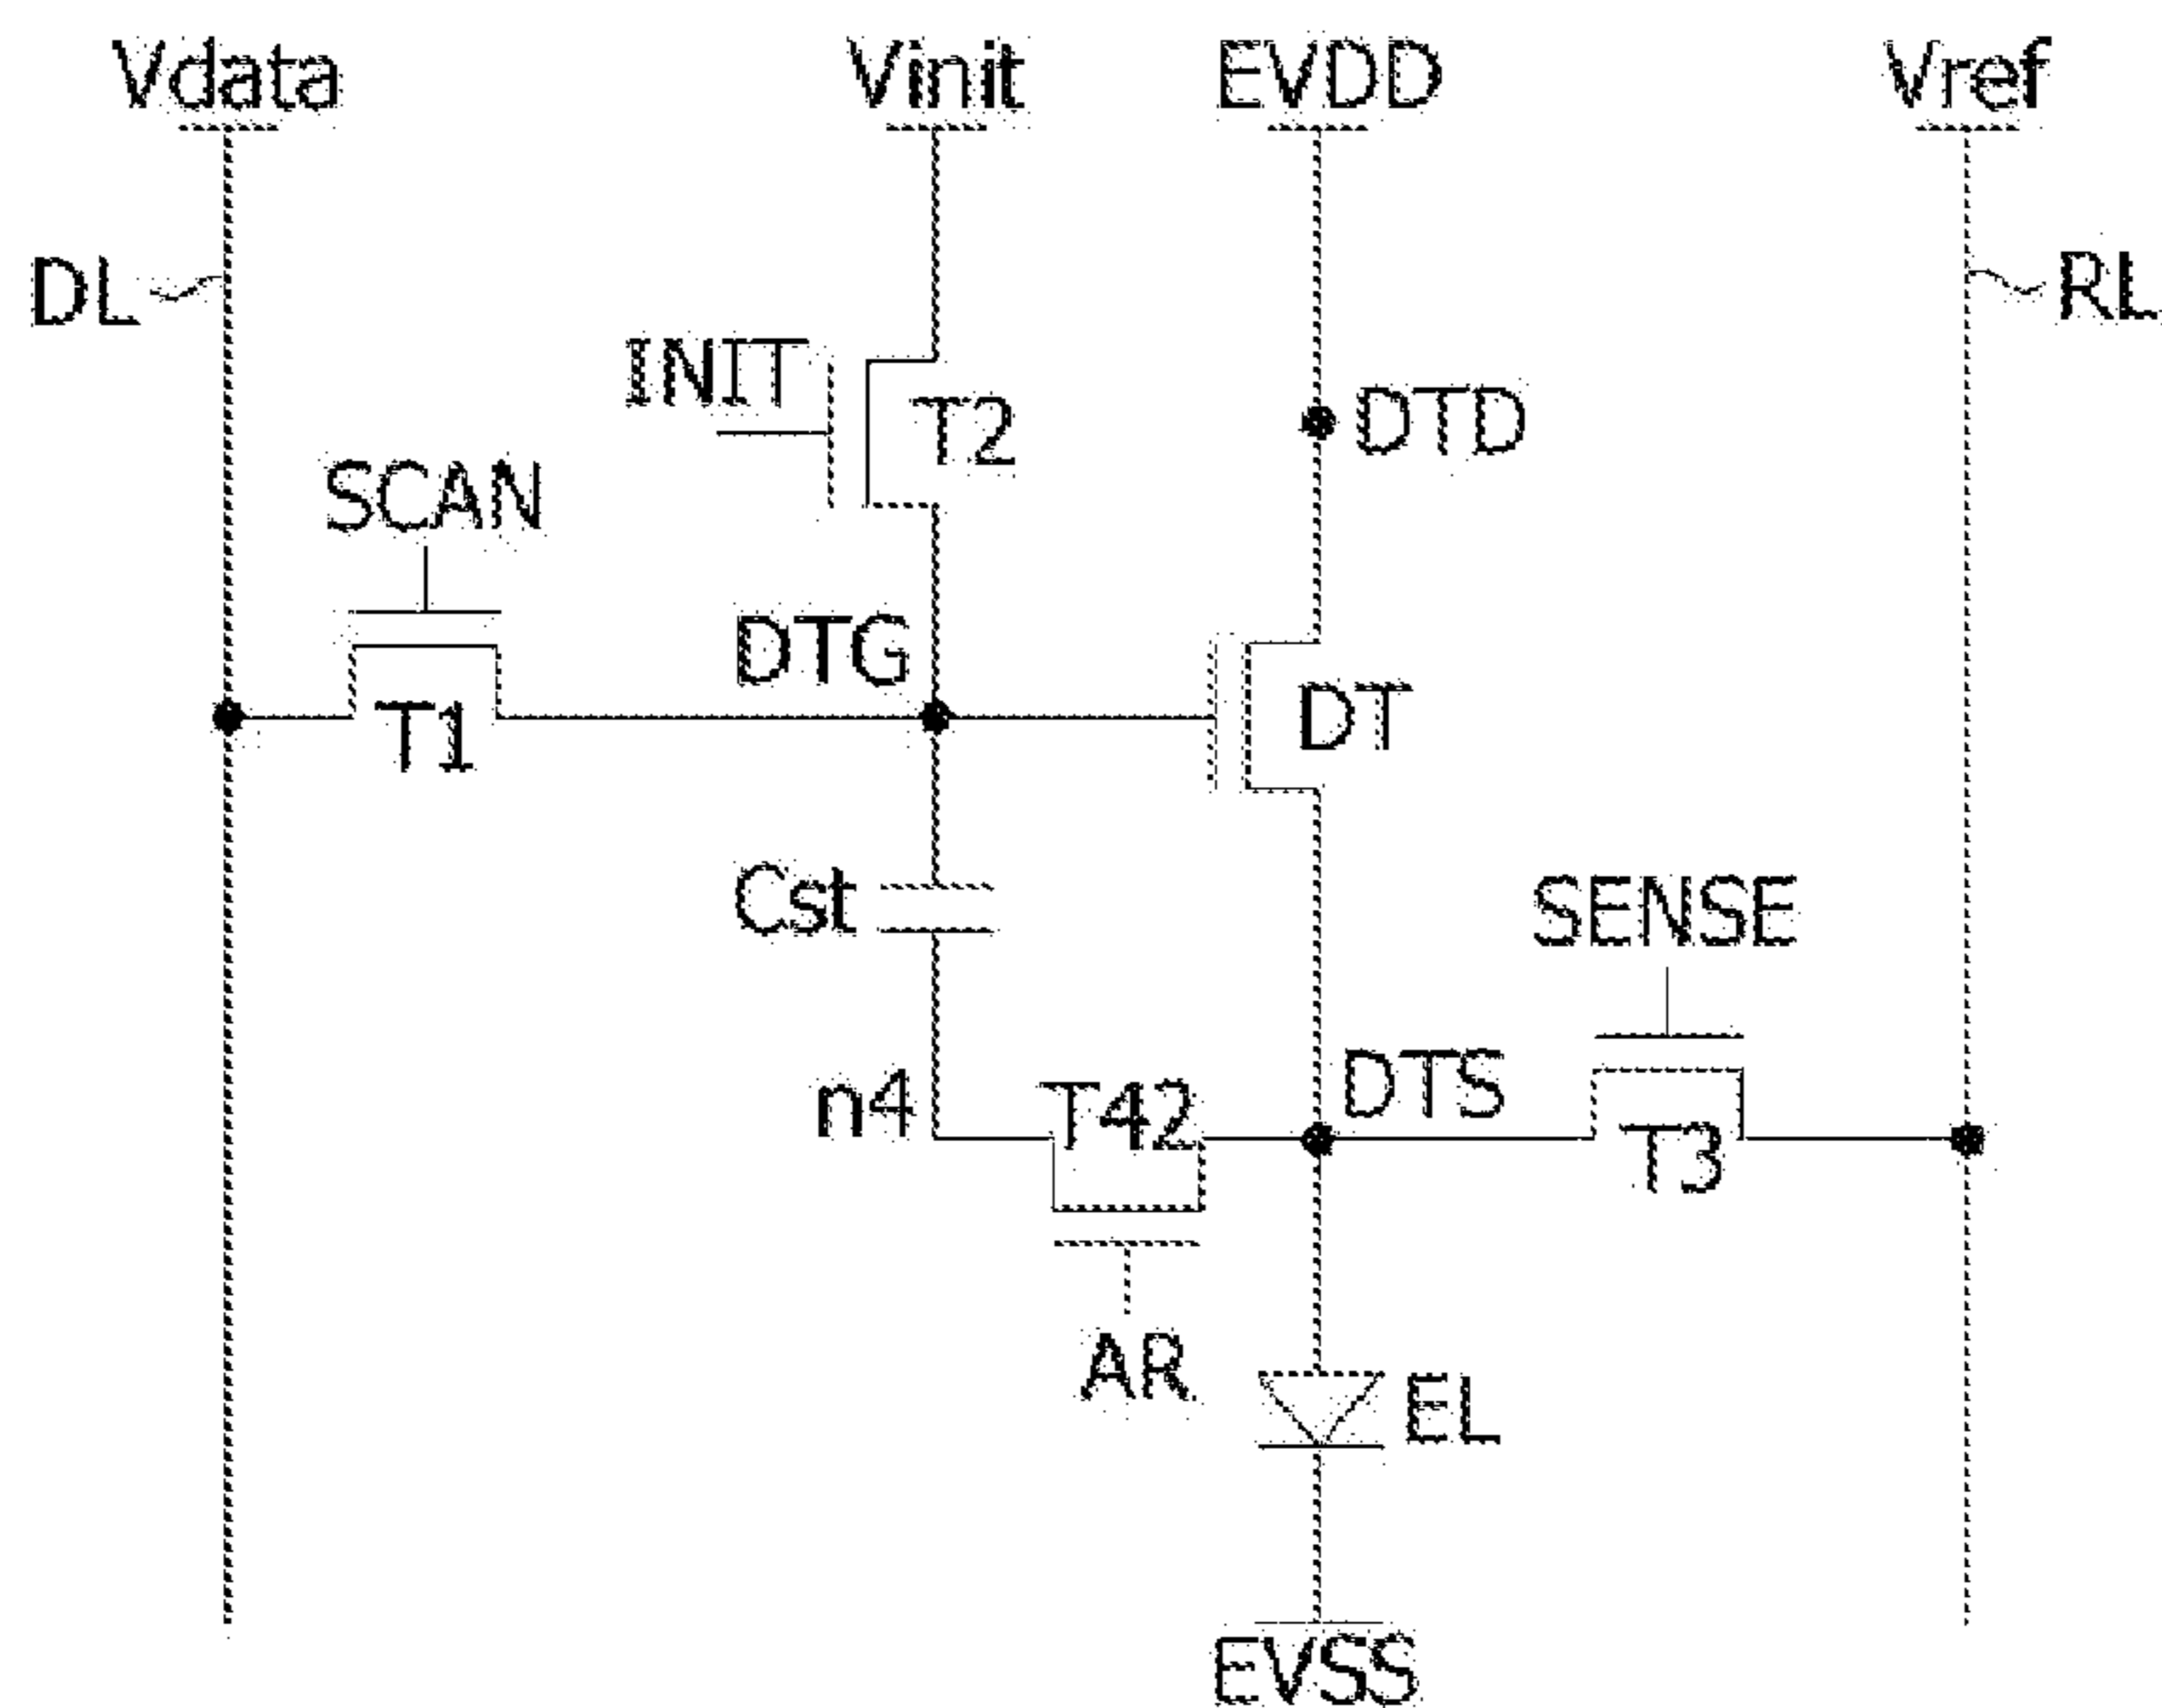 Vdata
Vinit
EVDD
Vref
DL
RL
INIT
T2
DTD
SCAN
DTG
T1
DT
Cst
SENSE
n4
T42
DTS
T3
AR
EL
EVSS